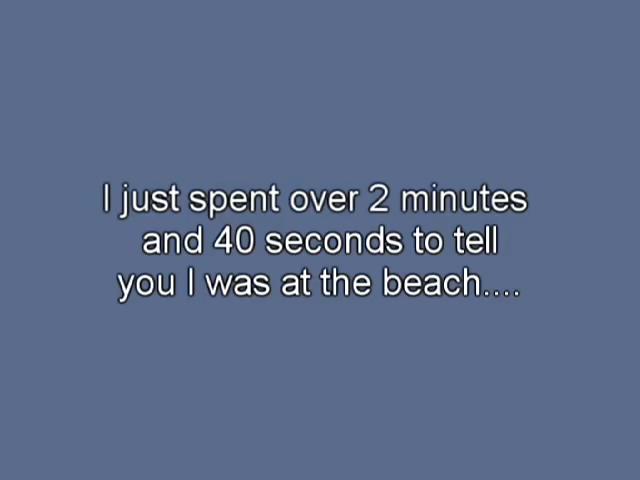 I just spent over 2 minutes
and 40 seconds to tell
you I was at the beach....